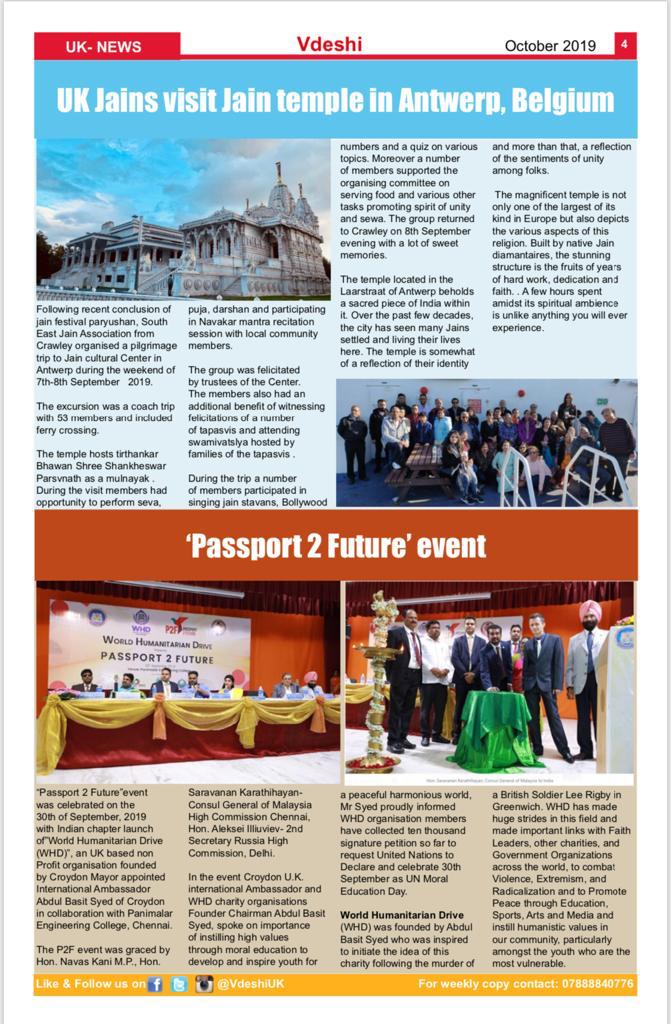 UK- NEWS
Vdeshi
October 2019
4
UK Jains visit Jain temple in Antwerp, Belgium
Following recent conclusion of
jain festival paryushan, South
East Jain Association from
Crawley organised a pilgrimage
trip to Jain cultural Center in
Antwerp during the weekend of
7th-8th September 2019.
The excursion was a coach trip
with 53 members and included
ferry crossing.
The temple hosts tirthankar
Bhawan Shree Shankheswar
Parsvnath as a mulnayak .
During the visit members had
opportunity to perform seva,
puja, darshan and participating
in Navakar mantra recitation
session with local community
members.
The group was felicitated
by trustees of the Center.
The members also had an
additional benefit of witnessing
felicitations of a number
of tapasvis and attending
swamivatslya hosted by
families of the tapasvis .
During the trip a number
of members participated in
singing jain stavans, Bollywood
numbers and a quiz on various
topics. Moreover a number
of members supported the
organising committee on
serving food and various other
tasks promoting spirit of unity
and sewa. The group returned
to Crawley on 8th September
evening with a lot of sweet
memories.
The temple located in the
Laarstraat of Antwerp beholds
a sacred piece of India within
it. Over the past few decades,
the city has seen many Jains
settled and living their lives
here. The temple is somewhat
of a reflection of their identity
and more than that, a reflection
of the sentiments of unity
among folks.
The magnificent temple is not
only one of the largest of its
kind in Europe but also depicts
the various aspects of this
religion. Built by native Jain
diamantaires, the stunning
structure is the fruits of years
of hard work, dedication and
faith. . A few hours spent
amidst its spiritual ambience
is unlike anything you will ever
experience.
‘Passport 2 Future’ event
WHD
P2F
WORLD HUMANITARIAN DRIVE
PASSPORT 2 FUTURE
Hon. Saravanan Karathihayan, Consul General of Malaysia to India
“Passport 2 Future”event
was celebrated on the
30th of September, 2019
with Indian chapter launch
of”World Humanitarian Drive
(WHD)”, an UK based non
Profit organisation founded
by Croydon Mayor appointed
International Ambassador
Abdul Basit Syed of Croydon
in collaboration with Panimalar
Engineering College, Chennai.
The P2F event was graced by
Hon. Navas Kani M.P., Hon.
Saravanan Karathihayan-
Consul General of Malaysia
High Commission Chennai,
Hon. Aleksei Illiuviev- 2nd
Secretary Russia High
Commission, Delhi.
In the event Croydon U.K.
international Ambassador and
WHD charity organisations
Founder Chairman Abdul Basit
Syed, spoke on importance
of instilling high values
through moral education to
develop and inspire youth for
a peaceful harmonious world,
Mr Syed proudly informed
WHD organisation members
have collected ten thousand
signature petition so far to
request United Nations to
Declare and celebrate 30th
September as UN Moral
Education Day.
World Humanitarian Drive
(WHD) was founded by Abdul
Basit Syed who was inspired
to initiate the idea of this
charity following the murder of
a British Soldier Lee Rigby in
Greenwich. WHD has made
huge strides in this field and
made important links with Faith
Leaders, other charities, and
Government Organizations
across the world, to combat
Violence, Extremism, and
Radicalization and to Promote
Peace through Education,
Sports, Arts and Media and
instill humanistic values in
our community, particularly
amongst the youth who are the
most vulnerable.
Like & Follow us on @VdeshiUK
For weekly copy contact: 07888840776